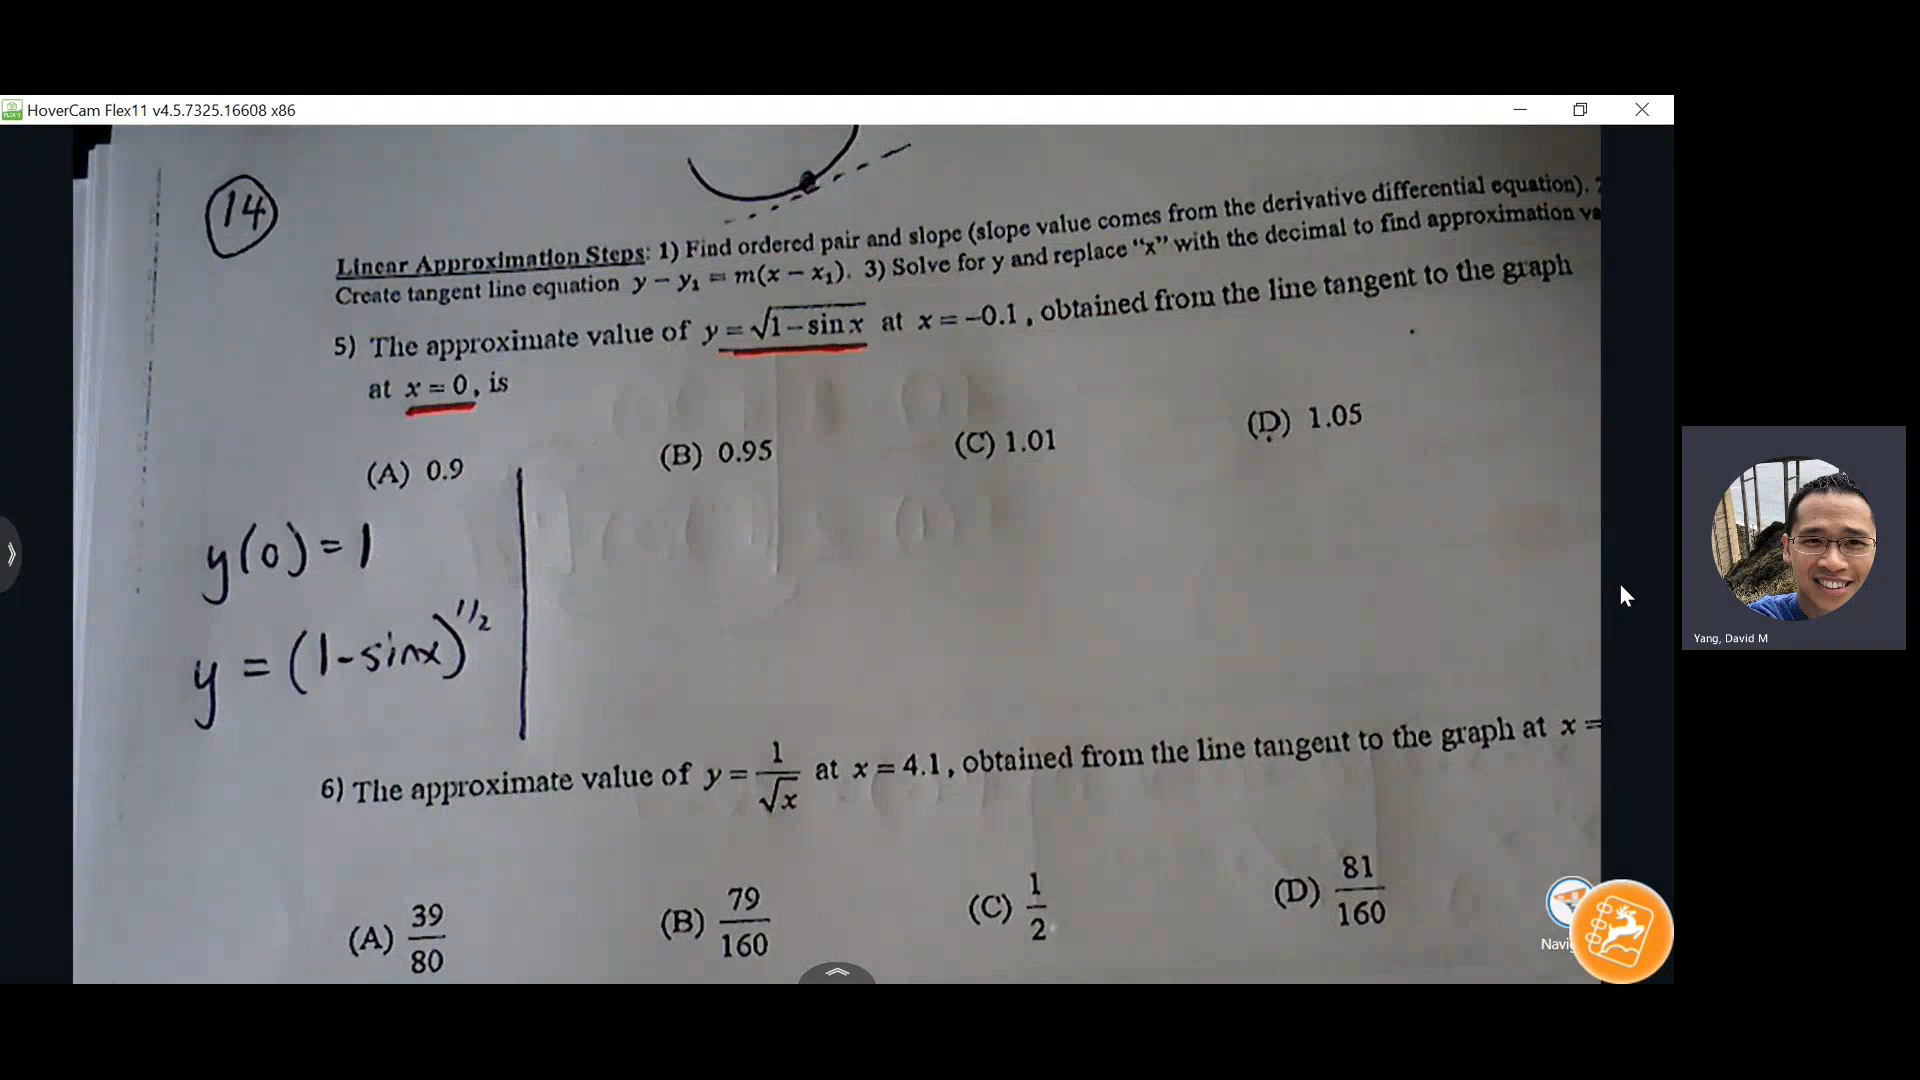 HoverCam Flex11 v4.5.7325.16608 x86
14
Linear Approximation Steps: 1) Find ordered pair and slope (slope value comes from the derivative differential equation).
Create tangent line equation y − y₁ = m(x − x₁). 3) Solve for y and replace "x" with the decimal to find approximation
5) The approximate value of y = √1 − sin x at x = −0.1, obtained from the line tangent to the graph
at x = 0, is
(A) 0.9 (B) 0.95 (C) 1.01 (D) 1.05
y(0) = 1
y = (1-sinx)^1/2
6) The approximate value of y = 1/√x at x = 4.1, obtained from the line tangent to the graph at x =
(A) 39/80 (B) 79/160 (C) 1/2 (D) 81/160
Yang, David M